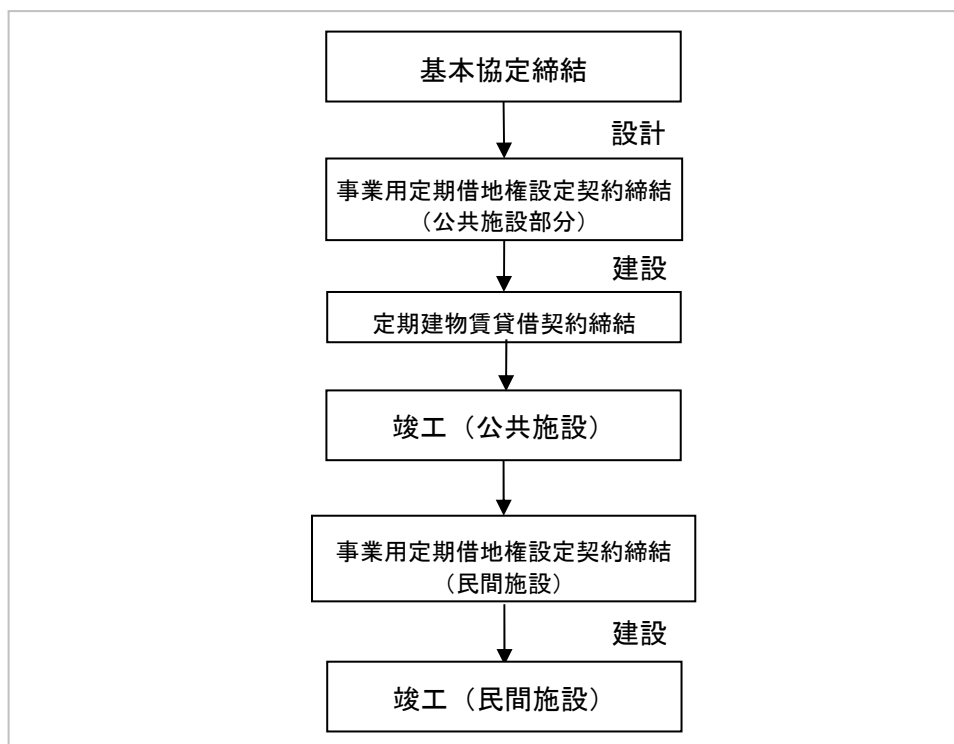 基本協定締結
設計
事業用定期借地権設定契約締結
（公共施設部分）
建設
定期建物賃貸借契約締結
竣工（公共施設）
事業用定期借地権設定契約締結
（民間施設）
建設
竣工（民間施設）